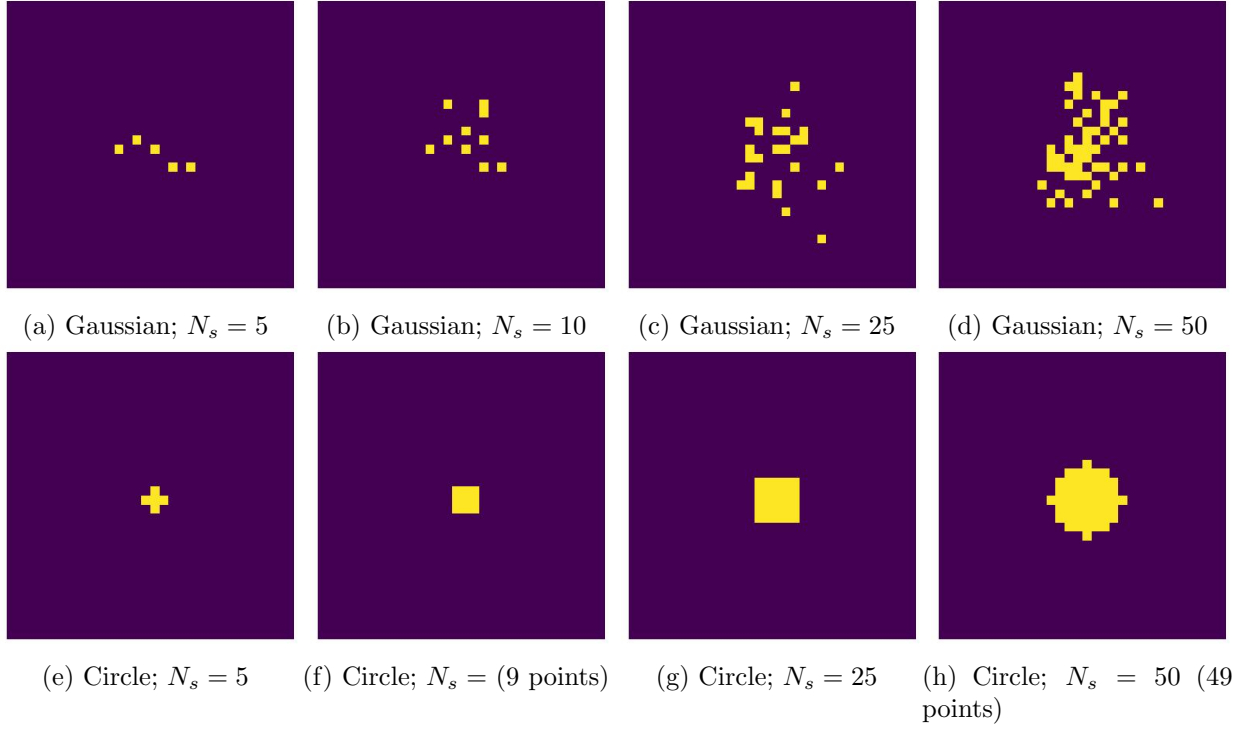 (a) Gaussian; $N_s = 5$
(b) Gaussian; $N_s = 10$
(c) Gaussian; $N_s = 25$
(d) Gaussian; $N_s = 50$
(e) Circle; $N_s = 5$
(f) Circle; $N_s =$ (9 points)
(g) Circle; $N_s = 25$
(h) Circle; $N_s = 50$ (49
points)